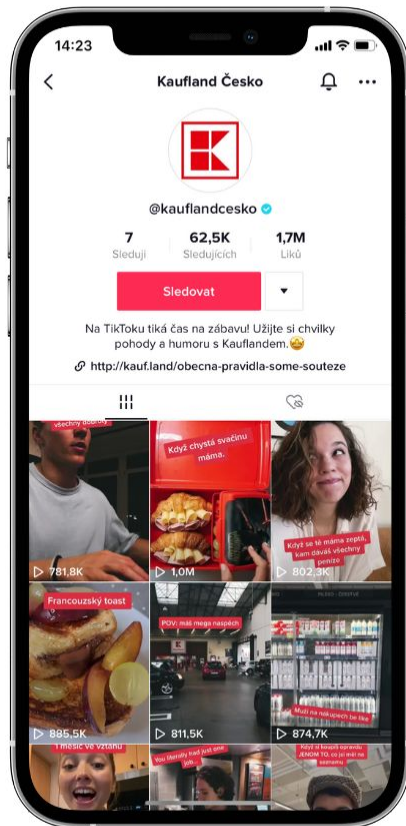 14:23
Kaufland Česko
@kauflandcesko
7
62,5K
1,7M
Sleduji
Sledujících
Liků
Sledovat
Na TikToku tiká čas na zábavu! Užijte si chvilky
pohody a humoru s Kauflandem.🤩
http://kauf.land/obecna-pravidla-some-souteze
všechny dobroty
Když chystá svačinu
máma.
Když se tě máma zeptá,
kam dáváš všechny
peníze
781,8K
1,0M
802,3K
Francouzský toast
POV: máš mega naspěch
Muži na nákupech be like
885,5K
811,5K
874,7K
1 měsíc ve vztahu
You literally had just one
job...
Když si koupíš opravdu
JENOM TO, co jsi měl na
seznamu